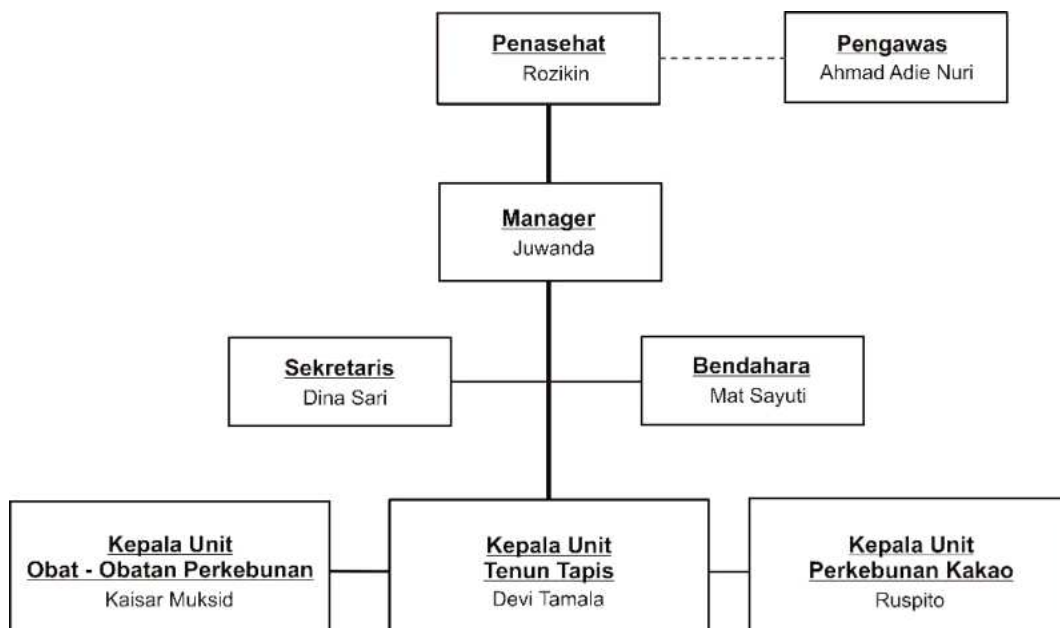 Penasehat
Rozikin
Pengawas
Ahmad Adie Nuri
Manager
Juwanda
Sekretaris
Dina Sari
Bendahara
Mat Sayuti
Kepala Unit
Obat - Obatan Perkebunan
Kaisar Muksid
Kepala Unit
Tenun Tapis
Devi Tamala
Kepala Unit
Perkebunan Kakao
Ruspito